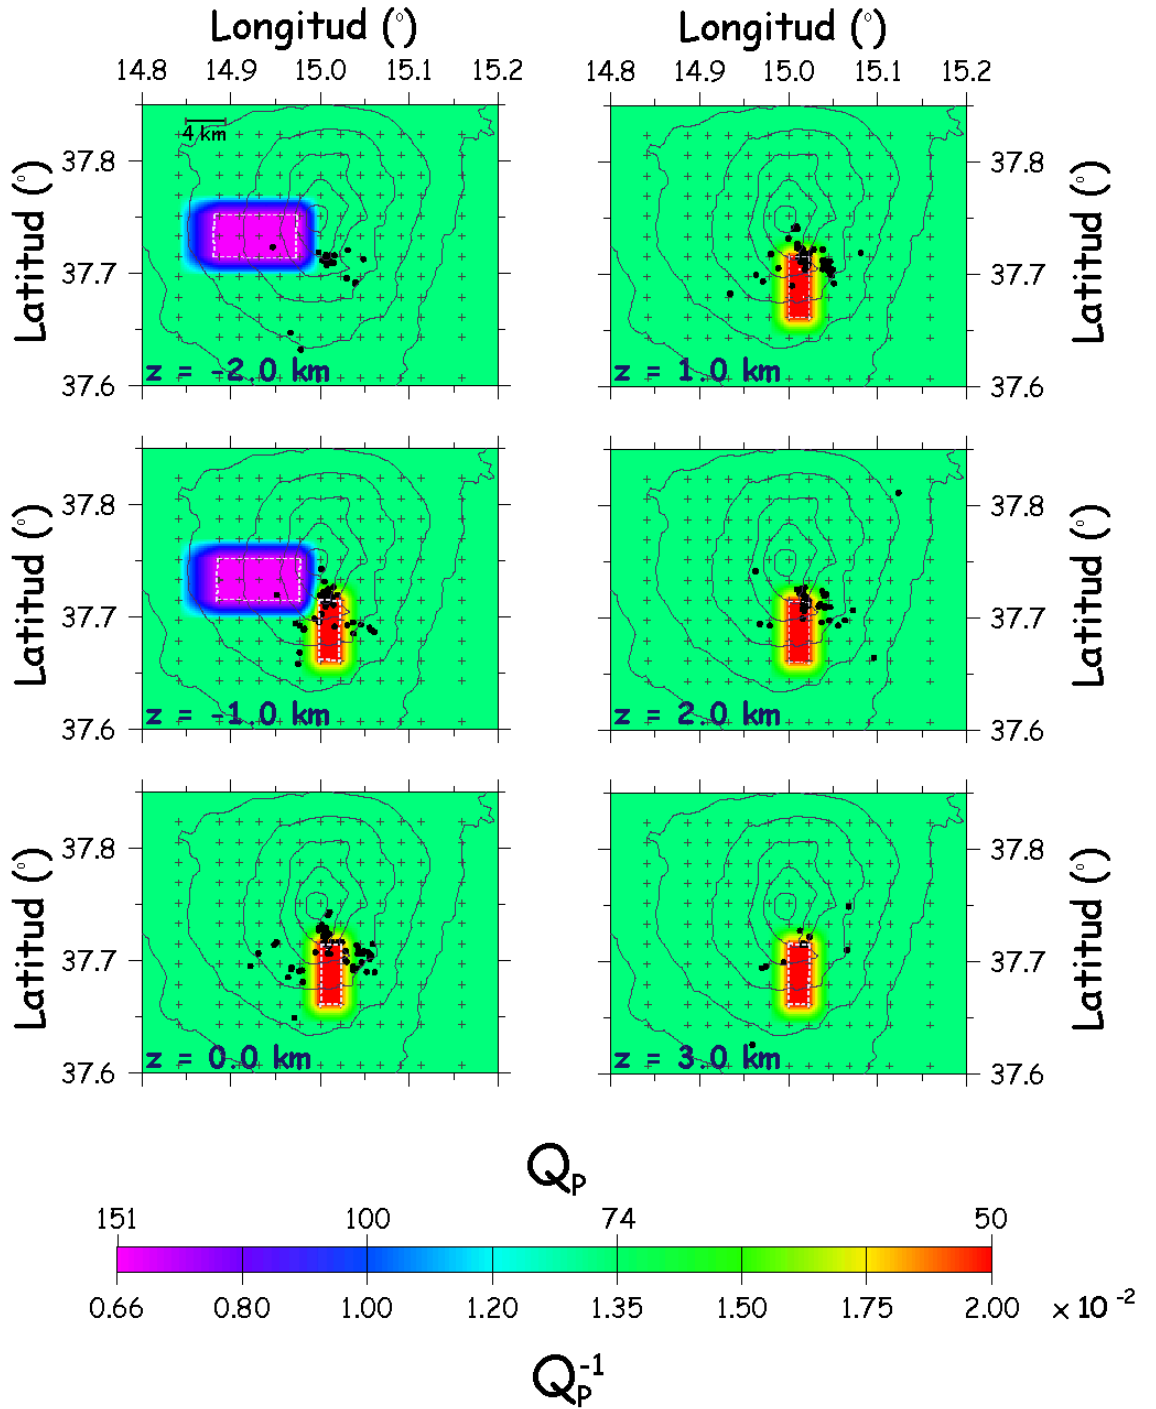 Longitud (°) Longitud (°)
14.8 14.9 15.0 15.1 15.2 14.8 14.9 15.0 15.1 15.2
4 km
Latitud (°) 37.8 37.7 37.6 z = -2.0 km
z = 1.0 km 37.8 37.7 37.6 Latitud (°)
Latitud (°) 37.8 37.7 37.6 z = -1.0 km
z = 2.0 km 37.8 37.7 37.6 Latitud (°)
Latitud (°) 37.8 37.7 37.6 z = 0.0 km
z = 3.0 km 37.8 37.7 37.6 Latitud (°)
Q_P
151 100 74 50
0.66 0.80 1.00 1.20 1.35 1.50 1.75 2.00 × 10⁻²
Q_P⁻¹